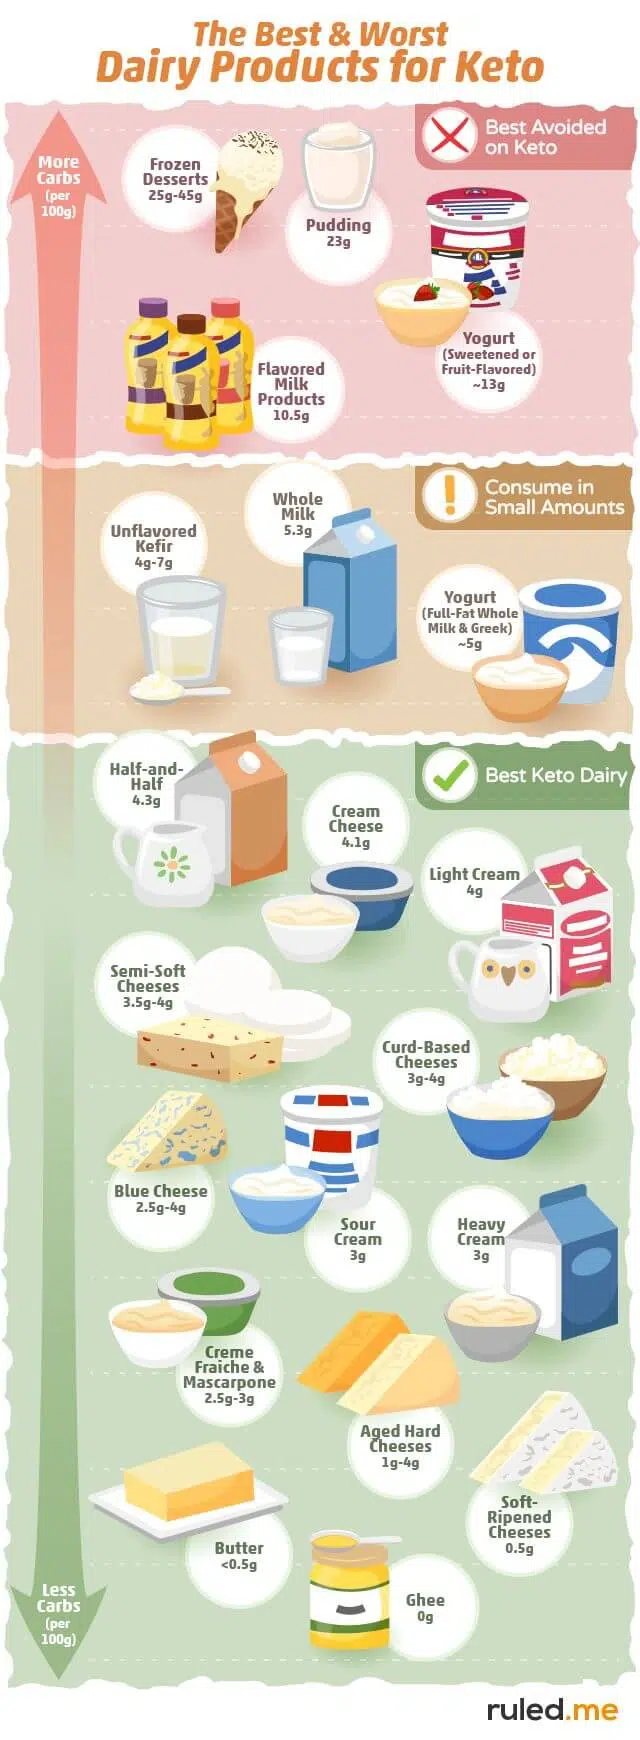 The Best & Worst
Dairy Products for Keto
More
Carbs
(per
100g)
Best Avoided
on Keto
Frozen
Desserts
25g-45g
Pudding
23g
Yogurt
(Sweetened or
Fruit-Flavored)
~13g
Flavored
Milk
Products
10.5g
Consume in
Small Amounts
Whole
Milk
5.3g
Unflavored
Kefir
4g-7g
Yogurt
(Full-Fat Whole
Milk & Greek)
~5g
Best Keto Dairy
Half-and-
Half
4.3g
Cream
Cheese
4.1g
Light Cream
4g
Semi-Soft
Cheeses
3.5g-4g
Curd-Based
Cheeses
3g-4g
Blue Cheese
2.5g-4g
Sour
Cream
3g
Heavy
Cream
3g
Creme
Fraiche &
Mascarpone
2.5g-3g
Aged Hard
Cheeses
1g-4g
Soft-
Ripened
Cheeses
0.5g
Butter
<0.5g
Ghee
0g
Less
Carbs
(per
100g)
ruled.me